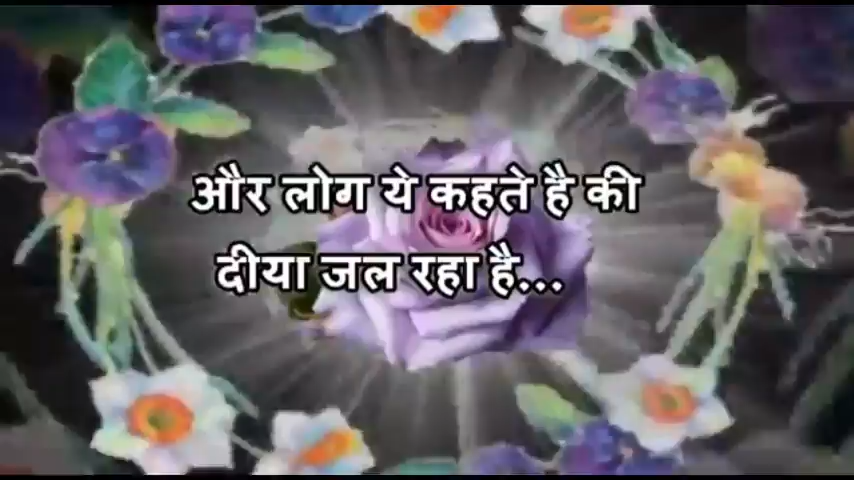 और लोग ये कहते है की
दीया जल रहा है...